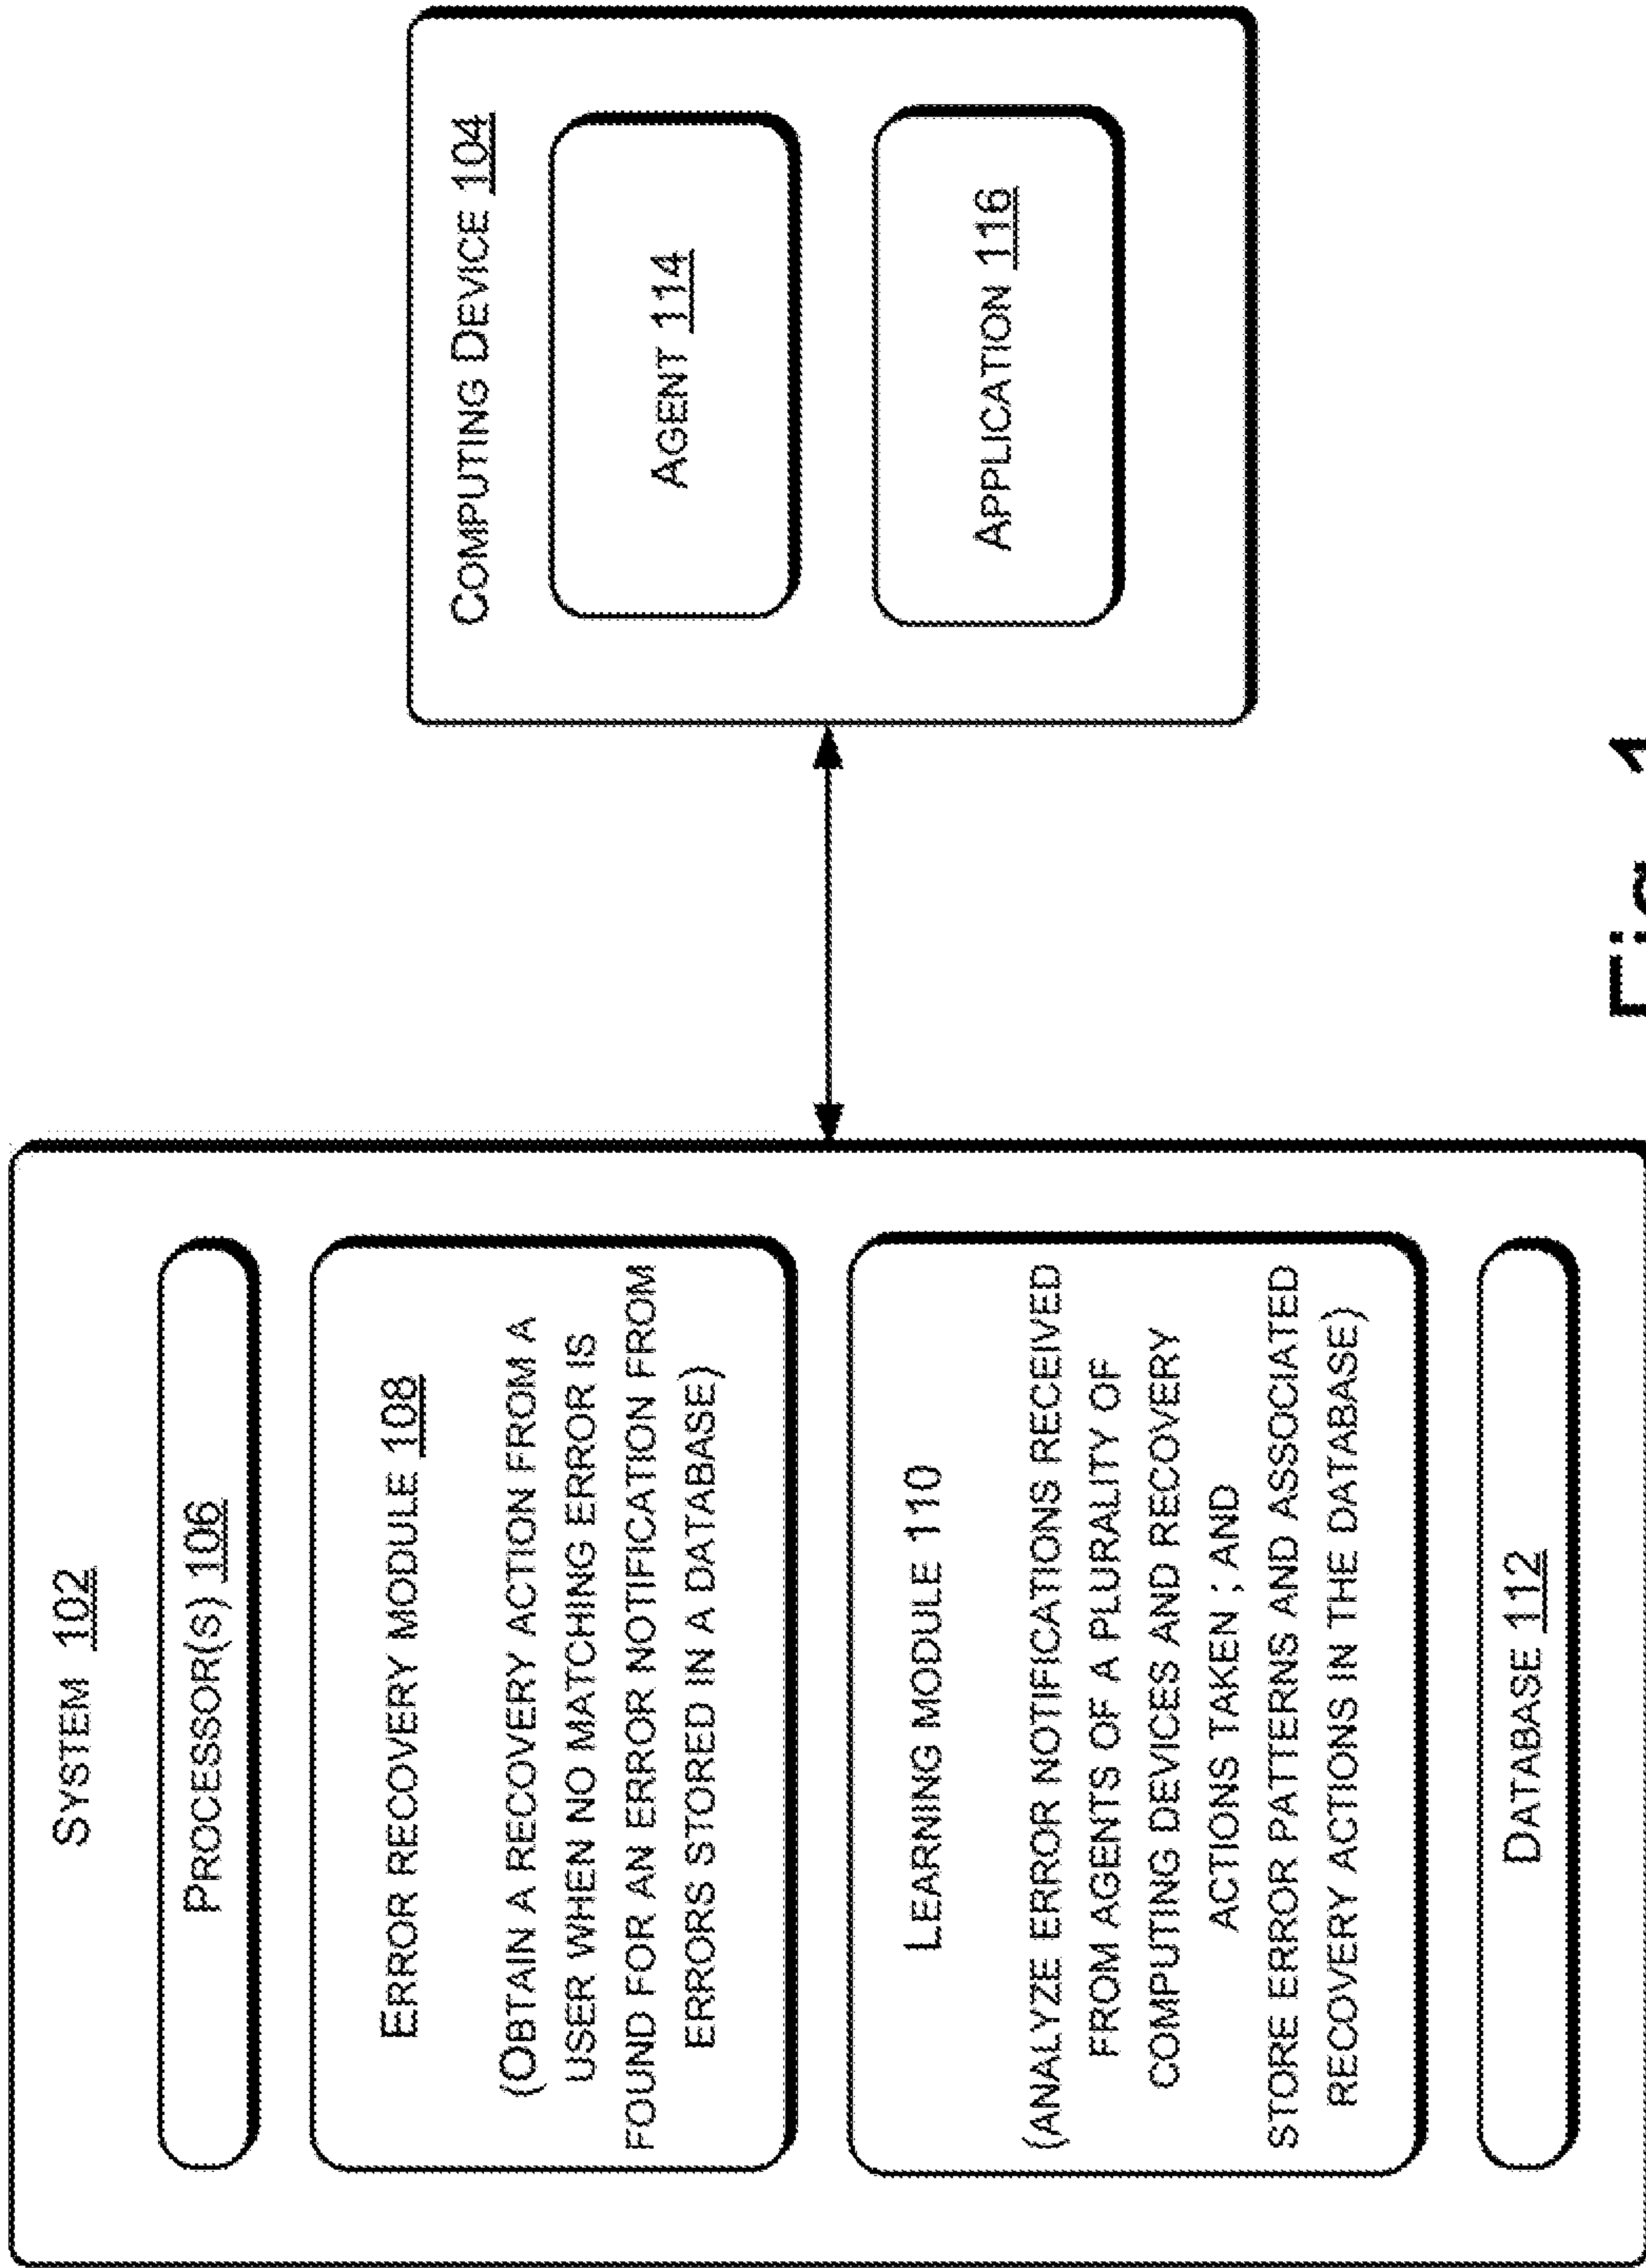 SYSTEM 102
PROCESSOR(S) 106
ERROR RECOVERY MODULE 108
(OBTAIN A RECOVERY ACTION FROM A
USER WHEN NO MATCHING ERROR IS
FOUND FOR AN ERROR NOTIFICATION FROM
ERRORS STORED IN A DATABASE)
LEARNING MODULE 110
(ANALYZE ERROR NOTIFICATIONS RECEIVED
FROM AGENTS OF A PLURALITY OF
COMPUTING DEVICES AND RECOVERY
ACTIONS TAKEN ; AND
STORE ERROR PATTERNS AND ASSOCIATED
RECOVERY ACTIONS IN THE DATABASE)
DATABASE 112
COMPUTING DEVICE 104
AGENT 114
APPLICATION 116
Fig. 1